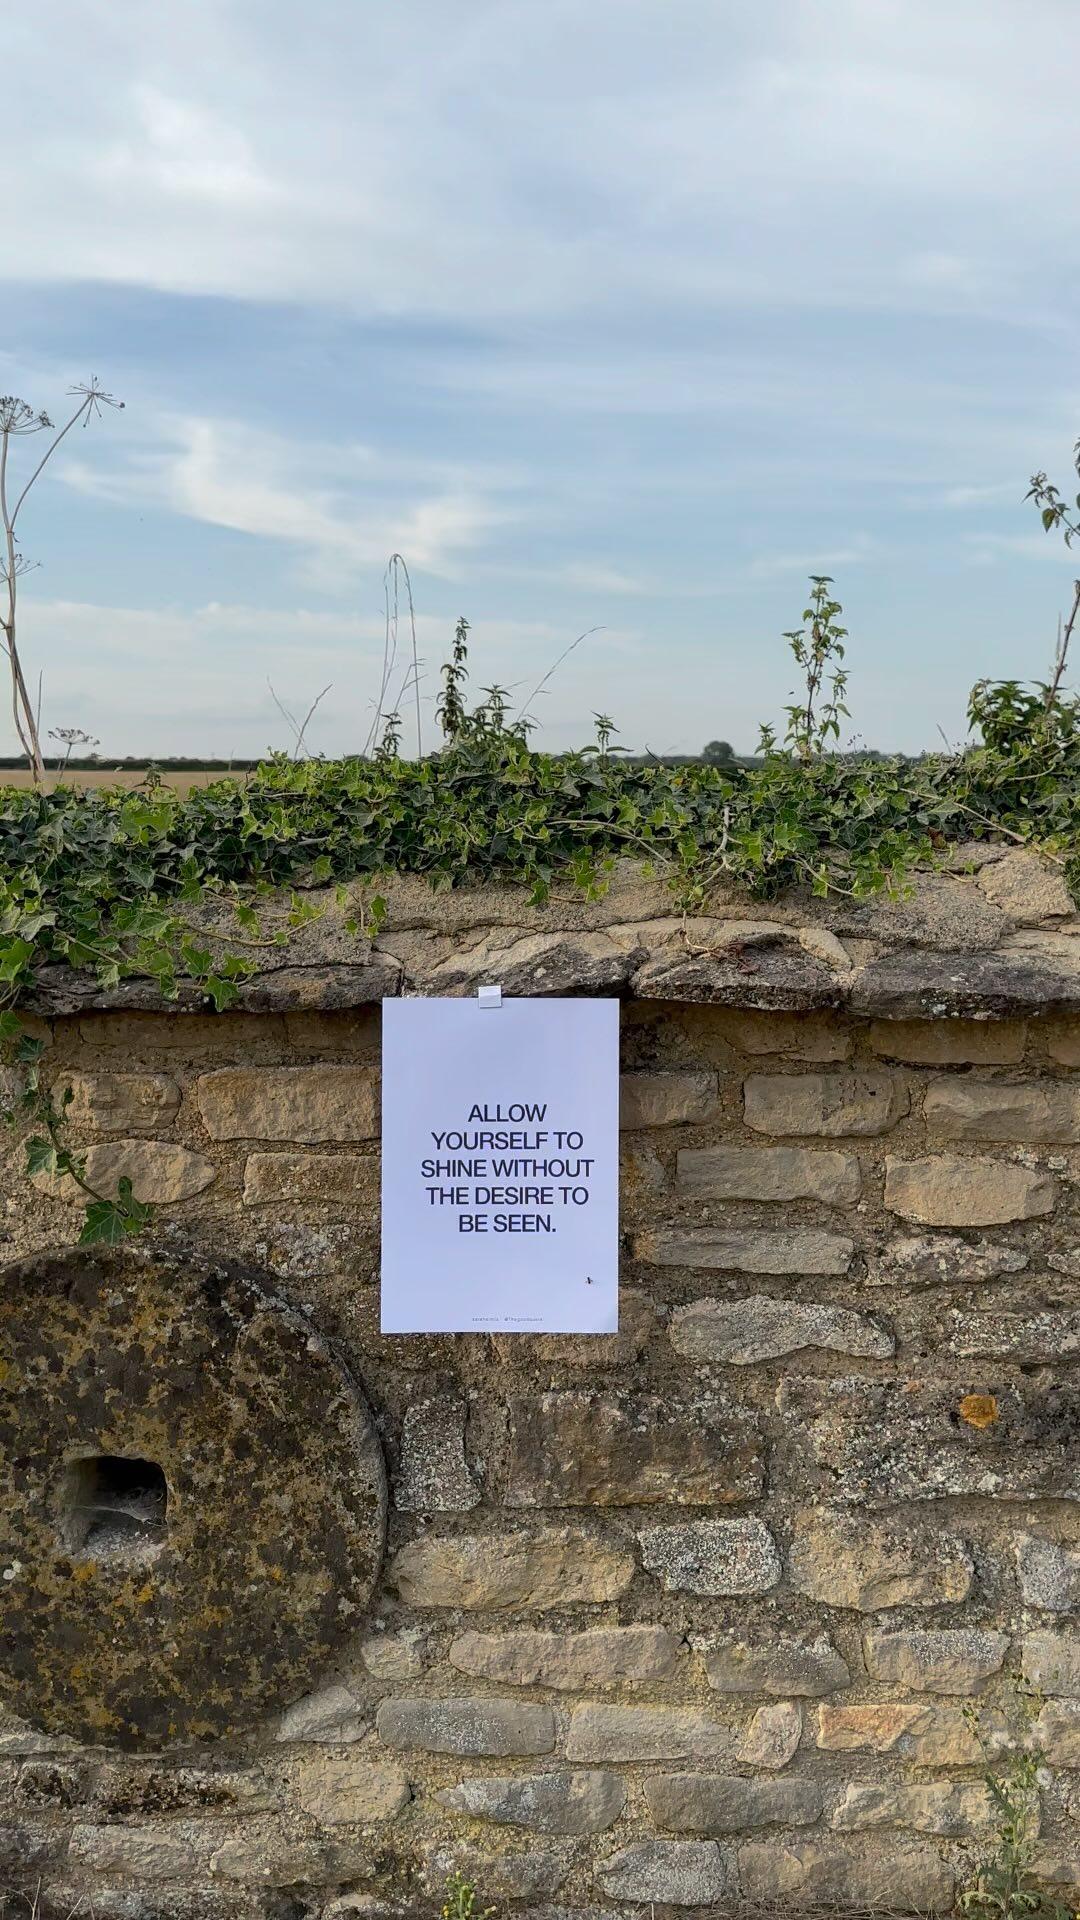 ALLOW
YOURSELF TO
SHINE WITHOUT
THE DESIRE TO
BE SEEN.